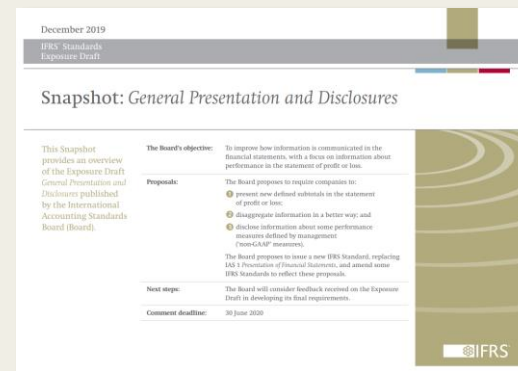 December 2019
IFRS® Standards
Exposure Draft
Snapshot: General Presentation and Disclosures
This Snapshot
provides an overview
of the Exposure Draft
General Presentation and
Disclosures published
by the International
Accounting Standards
Board (Board).
The Board's objective:
To improve how information is communicated in the
financial statements, with a focus on information about
performance in the statement of profit or loss.
Proposals:
The Board proposes to require companies to:
1 present new defined subtotals in the statement
of profit or loss;
2 disaggregate information in a better way; and
3 disclose information about some performance
measures defined by management
('non-GAAP' measures).
The Board proposes to issue a new IFRS Standard, replacing
IAS 1 Presentation of Financial Statements, and amend some
IFRS Standards to reflect these proposals.
Next steps:
The Board will consider feedback received on the Exposure
Draft in developing its final requirements.
Comment deadline:
30 June 2020
IFRS